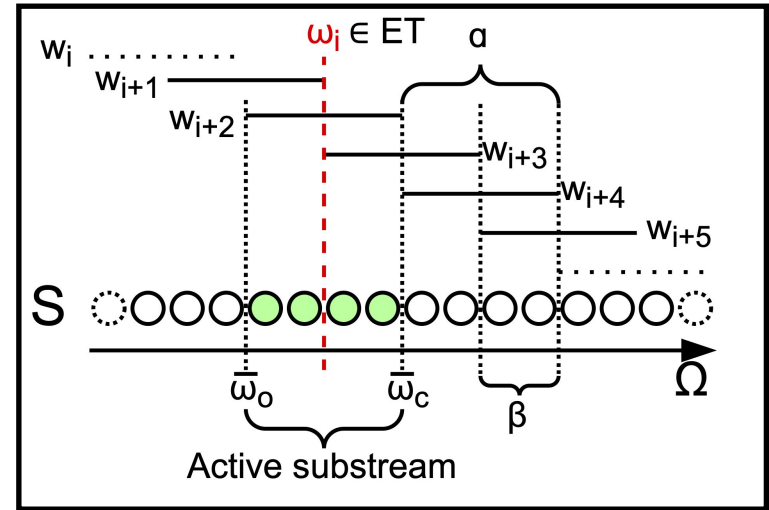 ωᵢ ∈ ET
α
wᵢ
wᵢ₊₁
wᵢ₊₂
wᵢ₊₃
wᵢ₊₄
wᵢ₊₅
S
Ω
ω̅ₒ
ω̅c
β
Active substream